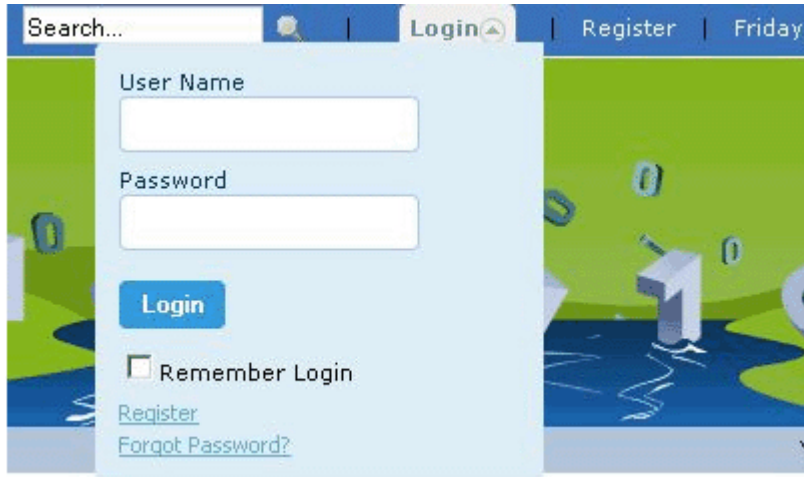 Search... | Login | Register | Friday
User Name
Password
Login
Remember Login
Register
Forgot Password?